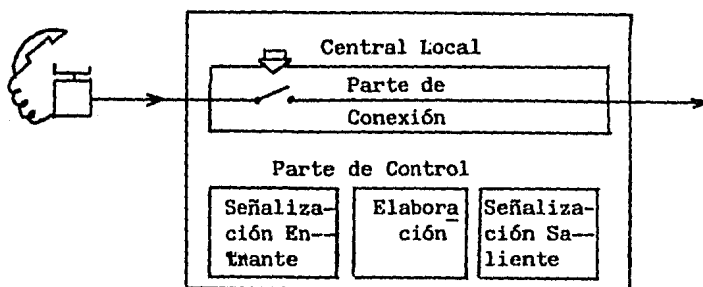 Central Local
Parte de
Conexión
Parte de Control
Señaliza-
ción En--
trante
Elabora
ción
Señaliza-
ción Sa--
liente